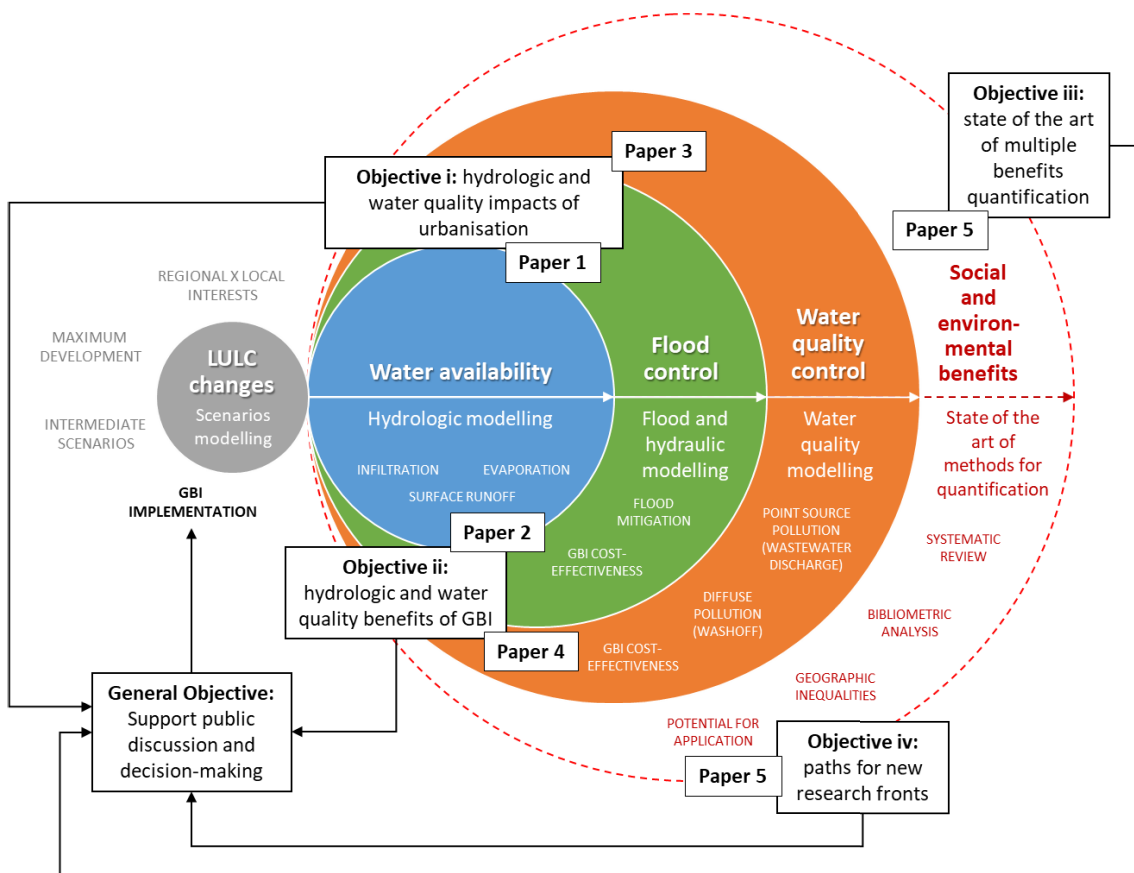 Objective iii:
state of the art
of multiple
benefits
quantification
Paper 5
Paper 3
Objective i: hydrologic and
water quality impacts of
urbanisation
Paper 1
REGIONAL X LOCAL
INTERESTS
MAXIMUM
DEVELOPMENT
INTERMEDIATE
SCENARIOS
LULC
changes
Scenarios
modelling
GBI
IMPLEMENTATION
Water availability
Hydrologic modelling
INFILTRATION
EVAPORATION
SURFACE RUNOFF
Flood
control
Flood and
hydraulic
modelling
FLOOD
MITIGATION
GBI COST-
EFFECTIVENESS
Water
quality
control
Water
quality
modelling
POINT SOURCE
POLLUTION
(WASTEWATER
DISCHARGE)
DIFFUSE
POLLUTION
(WASHOFF)
GBI COST-
EFFECTIVENESS
Social
and
environ-
mental
benefits
State of the
art of
methods for
quantification
SYSTEMATIC
REVIEW
BIBLIOMETRIC
ANALYSIS
GEOGRAPHIC
INEQUALITIES
POTENTIAL FOR
APPLICATION
Paper 2
Objective ii:
hydrologic and water
quality benefits of GBI
Paper 4
General Objective:
Support public
discussion and
decision-making
Paper 5
Objective iv:
paths for new
research fronts